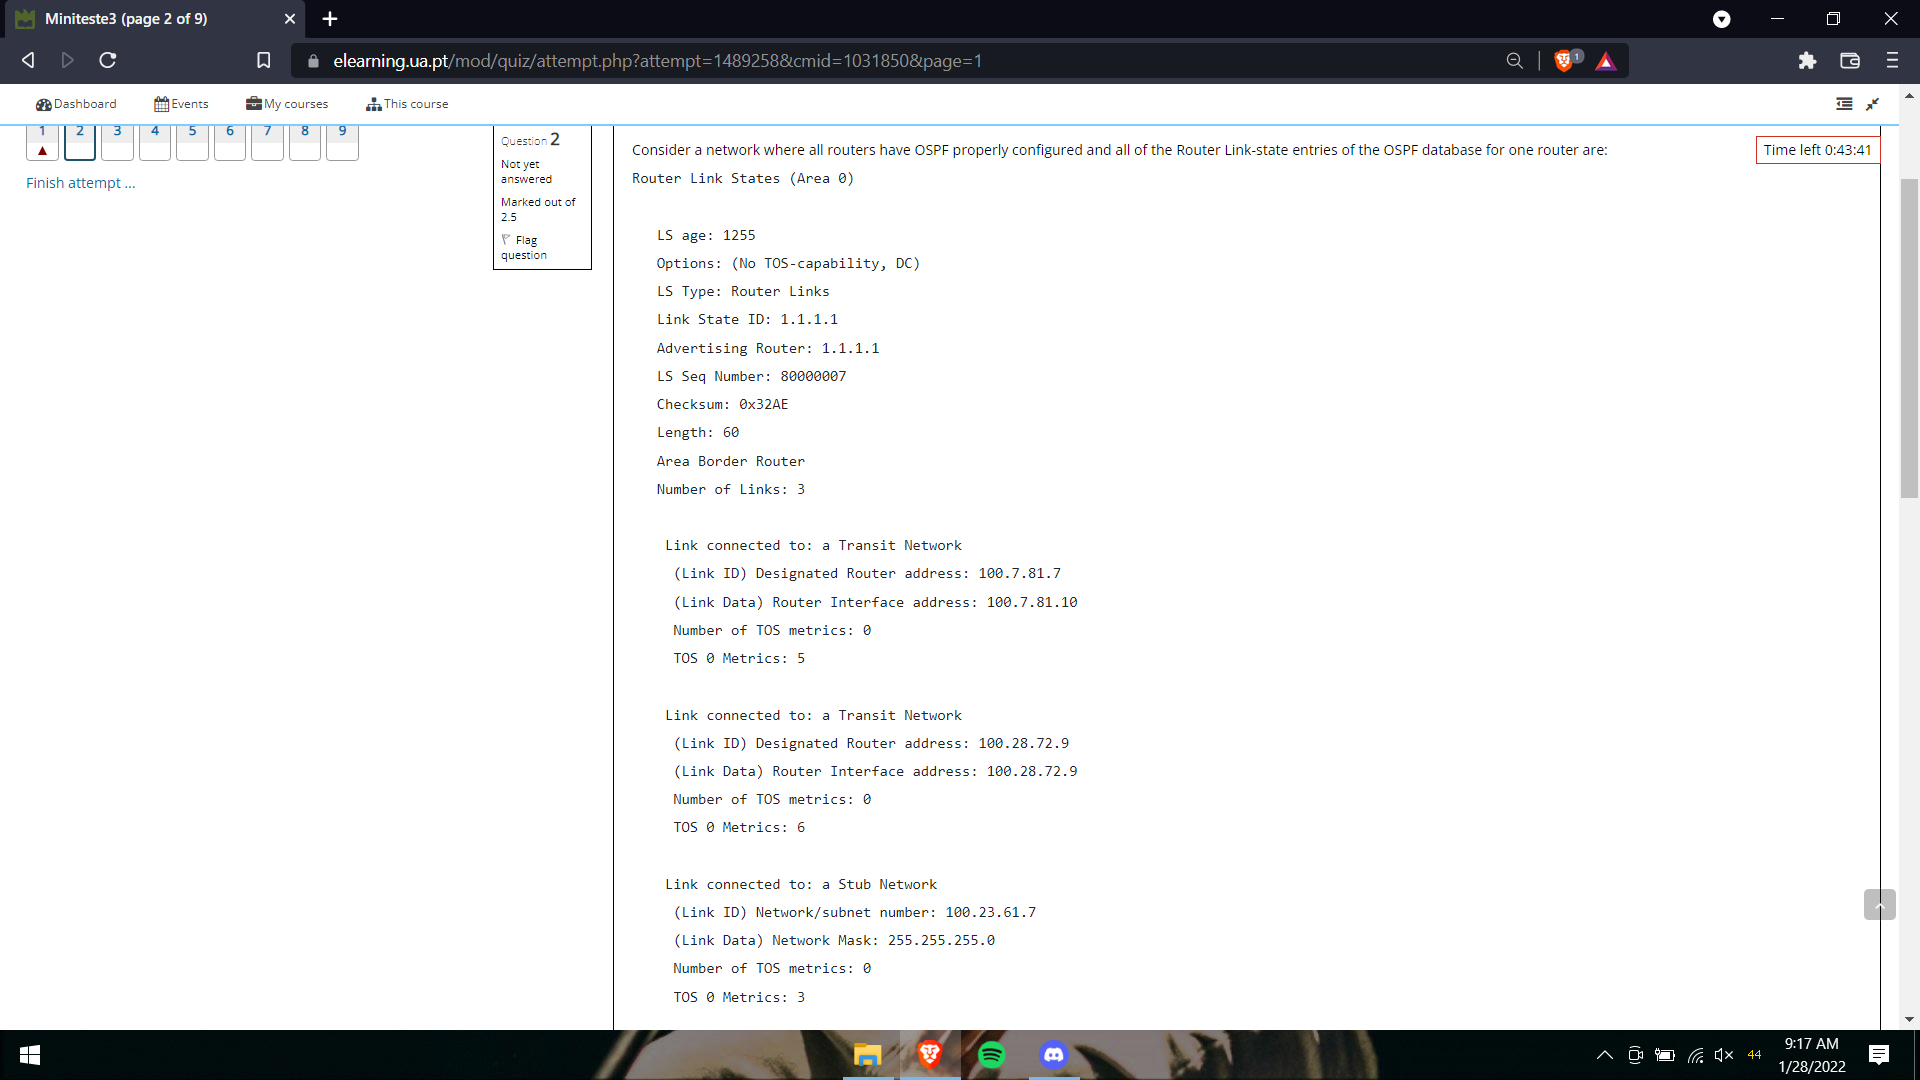 Miniteste3 (page 2 of 9)
elearning.ua.pt/mod/quiz/attempt.php?attempt=1489258&cmid=1031850&page=1
1
Dashboard
Events
My courses
This course
1 2 3 4 5 6 7 8 9
Finish attempt ...
Question 2
Not yet
answered
Marked out of
2.5
Flag
question
Time left 0:43:41
Consider a network where all routers have OSPF properly configured and all of the Router Link-state entries of the OSPF database for one router are:
Router Link States (Area 0)
LS age: 1255
Options: (No TOS-capability, DC)
LS Type: Router Links
Link State ID: 1.1.1.1
Advertising Router: 1.1.1.1
LS Seq Number: 80000007
Checksum: 0x32AE
Length: 60
Area Border Router
Number of Links: 3
Link connected to: a Transit Network
(Link ID) Designated Router address: 100.7.81.7
(Link Data) Router Interface address: 100.7.81.10
Number of TOS metrics: 0
TOS 0 Metrics: 5
Link connected to: a Transit Network
(Link ID) Designated Router address: 100.28.72.9
(Link Data) Router Interface address: 100.28.72.9
Number of TOS metrics: 0
TOS 0 Metrics: 6
Link connected to: a Stub Network
(Link ID) Network/subnet number: 100.23.61.7
(Link Data) Network Mask: 255.255.255.0
Number of TOS metrics: 0
TOS 0 Metrics: 3
44
9:17 AM
1/28/2022